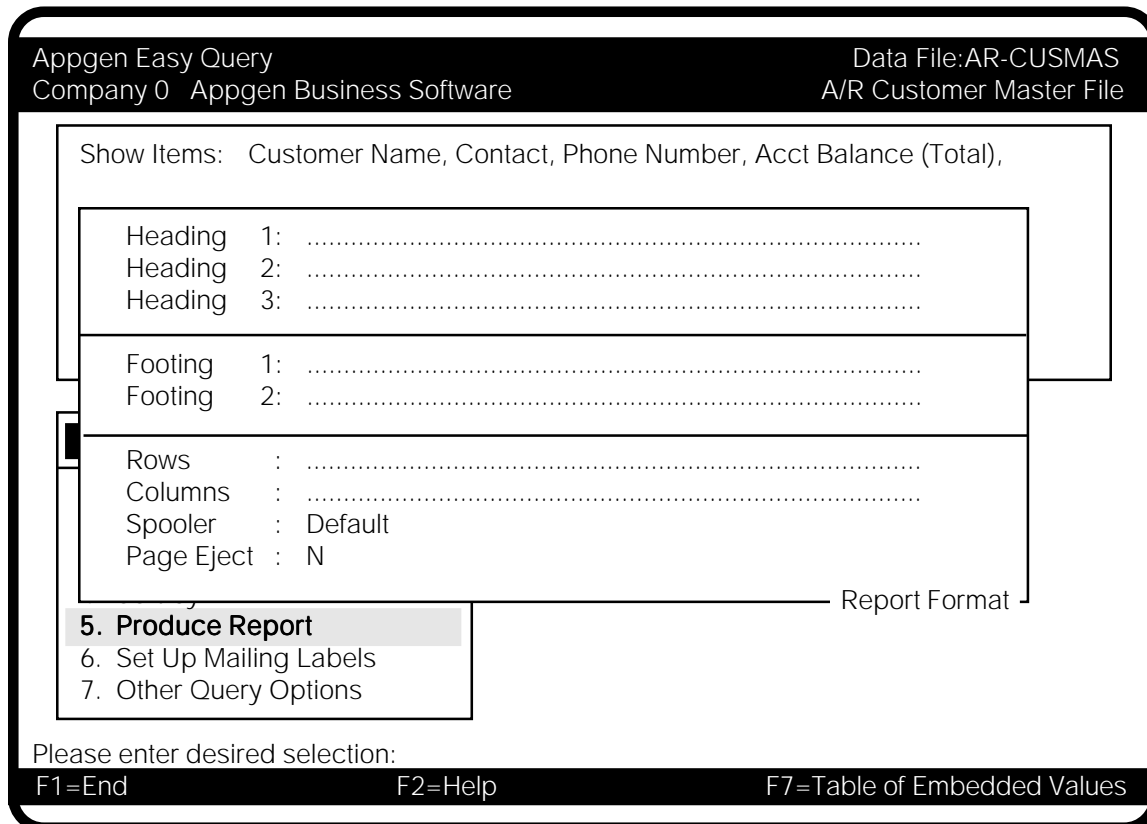 Appgen Easy Query Data File:AR-CUSMAS
Company 0 Appgen Business Software A/R Customer Master File
Show Items: Customer Name, Contact, Phone Number, Acct Balance (Total),
Heading 1: ....................................................................................
Heading 2: ....................................................................................
Heading 3: ....................................................................................
Footing 1: ....................................................................................
Footing 2: ....................................................................................
Rows : ....................................................................................
Columns : ....................................................................................
Spooler : Default
Page Eject : N
Report Format
5. Produce Report
6. Set Up Mailing Labels
7. Other Query Options
Please enter desired selection:
F1=End F2=Help F7=Table of Embedded Values